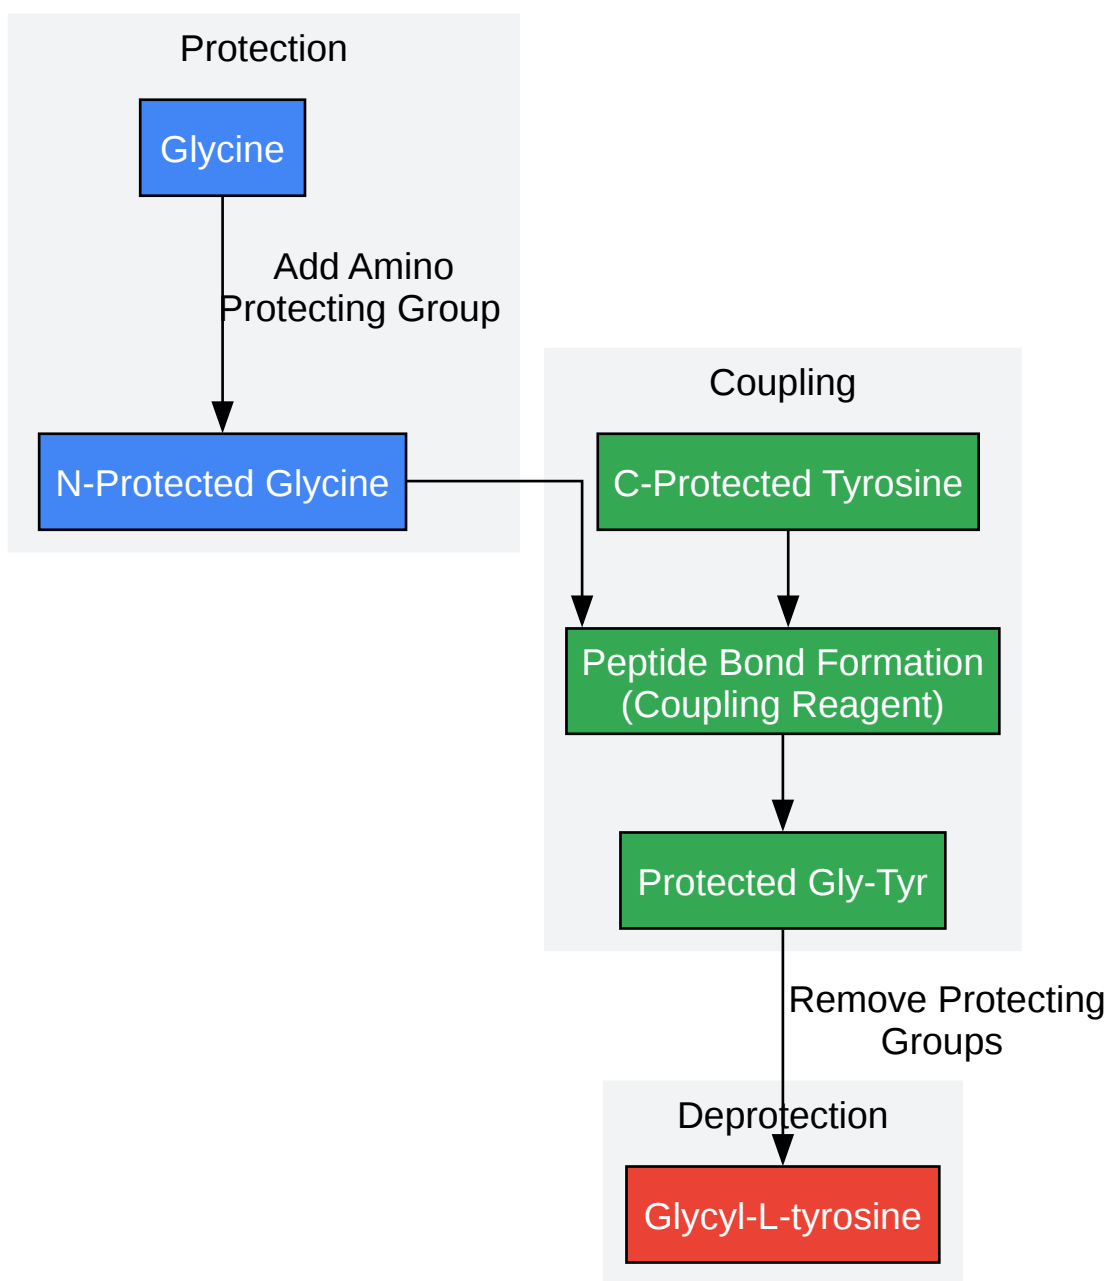 Protection
Glycine
Add Amino
Protecting Group
N-Protected Glycine
Coupling
C-Protected Tyrosine
Peptide Bond Formation
(Coupling Reagent)
Protected Gly-Tyr
Remove Protecting
Groups
Deprotection
Glycyl-L-tyrosine